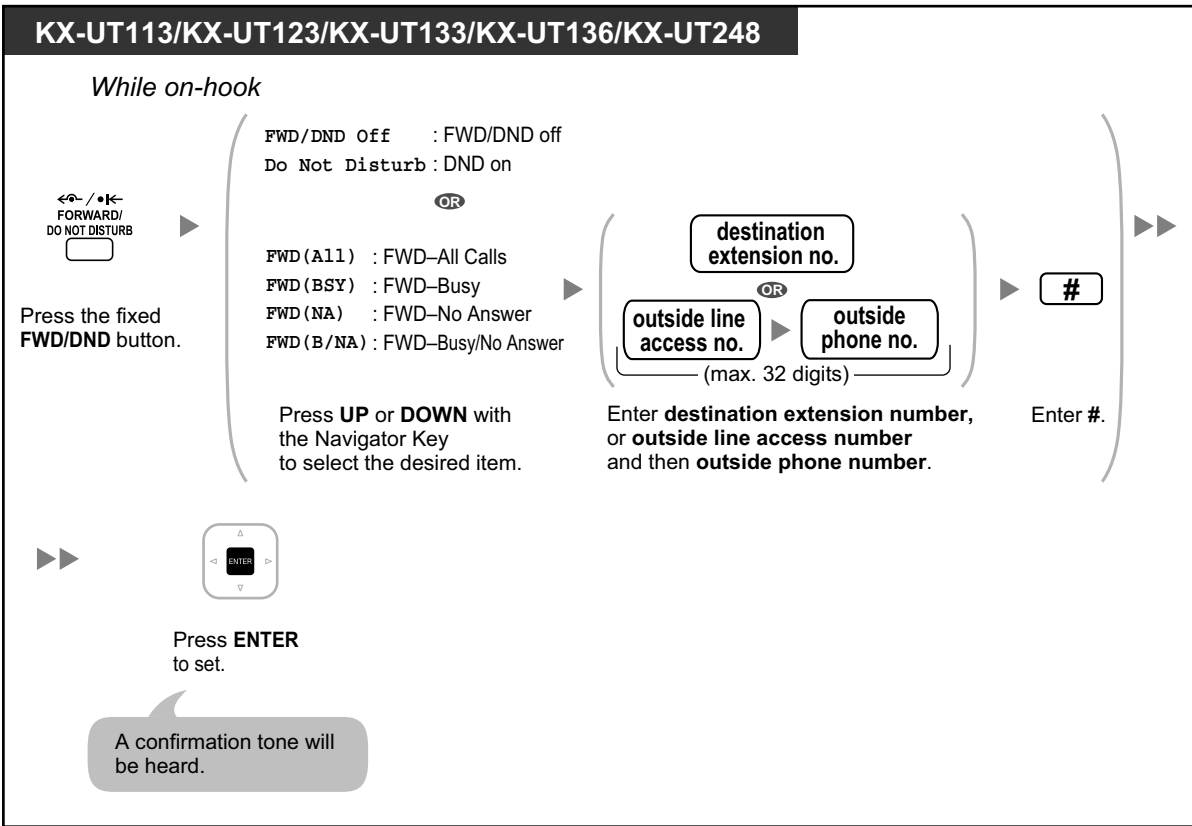 KX-UT113/KX-UT123/KX-UT133/KX-UT136/KX-UT248
While on-hook
FORWARD/
DO NOT DISTURB
Press the fixed
FWD/DND button.
FWD/DND Off : FWD/DND off
Do Not Disturb : DND on
OR
FWD(All) : FWD–All Calls
FWD(BSY) : FWD–Busy
FWD(NA) : FWD–No Answer
FWD(B/NA) : FWD–Busy/No Answer
Press UP or DOWN with
the Navigator Key
to select the desired item.
destination
extension no.
OR
outside line
access no.
outside
phone no.
(max. 32 digits)
Enter destination extension number,
or outside line access number
and then outside phone number.
#
Enter #.
ENTER
Press ENTER
to set.
A confirmation tone will
be heard.